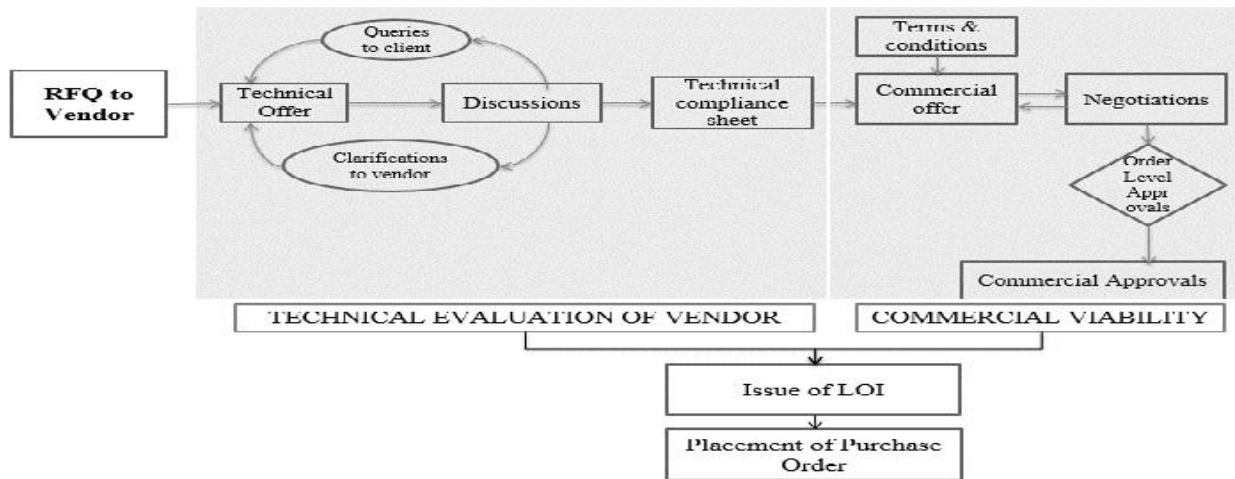 Queries
to client
Terms &
conditions
RFQ to
Vendor
Technical
Offer
Discussions
Technical
compliance
sheet
Commercial
offer
Negotiations
Clarifications
to vendor
Order
Level
Appr
ovals
Commercial Approvals
TECHNICAL EVALUATION OF VENDOR
COMMERCIAL VIABILITY
Issue of LOI
Placement of Purchase
Order